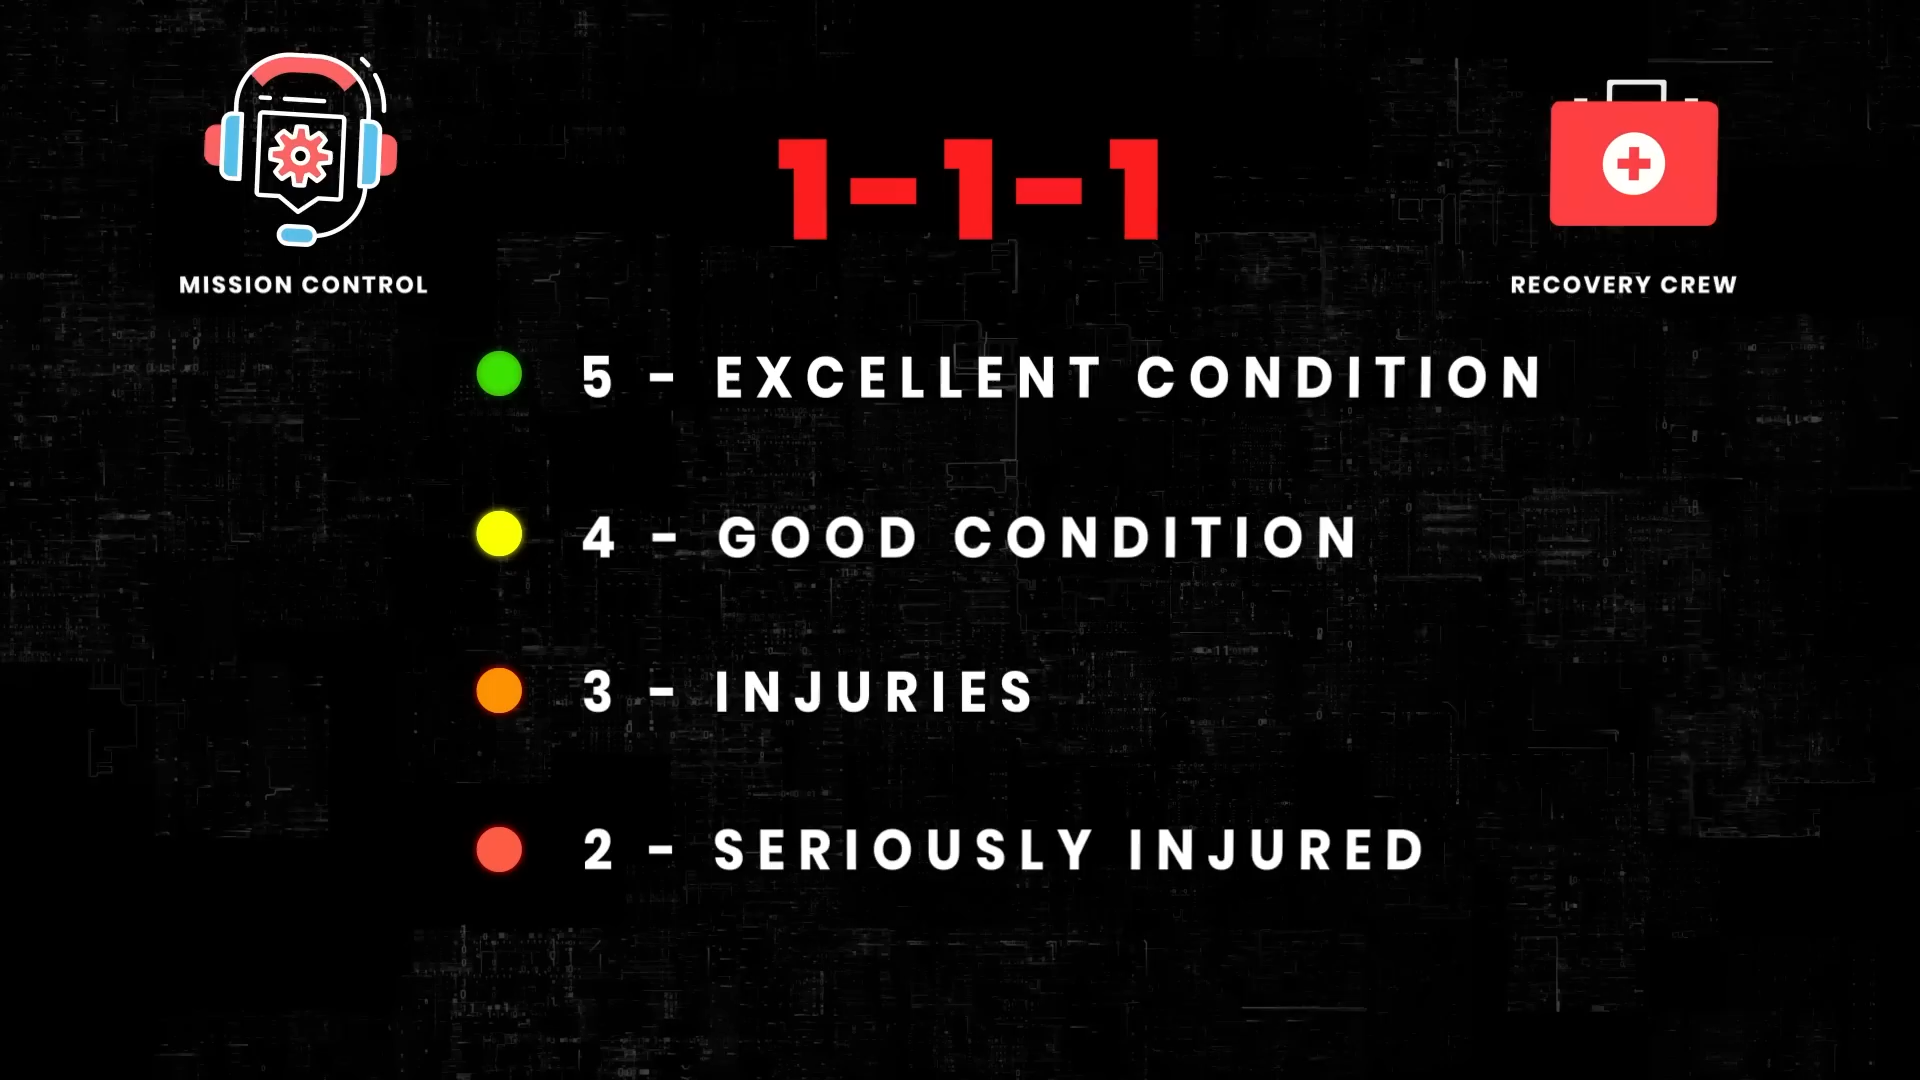 1-1-1
MISSION CONTROL
RECOVERY CREW
5 - EXCELLENT CONDITION
4 - GOOD CONDITION
3 - INJURIES
2 - SERIOUSLY INJURED